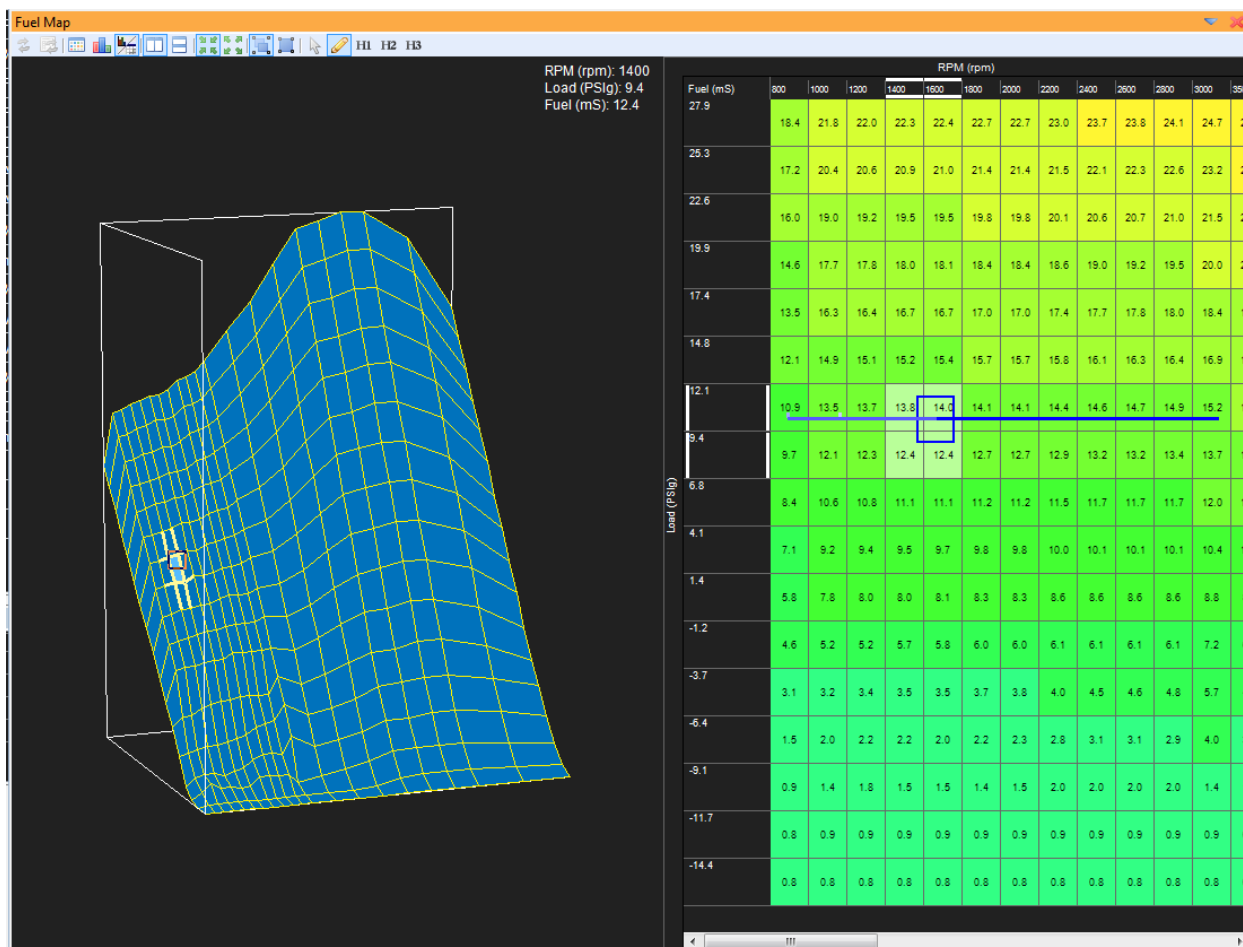 Fuel Map
H1 H2 H3
RPM (rpm): 1400
Load (PSIg): 9.4
Fuel (mS): 12.4
RPM (rpm)
Fuel (mS) 800 1000 1200 1400 1600 1800 2000 2200 2400 2600 2800 3000
27.9 18.4 21.8 22.0 22.3 22.4 22.7 22.7 23.0 23.7 23.8 24.1 24.7
25.3 17.2 20.4 20.6 20.9 21.0 21.4 21.4 21.5 22.1 22.3 22.6 23.2
22.6 16.0 19.0 19.2 19.5 19.5 19.8 19.8 20.1 20.6 20.7 21.0 21.5
19.9 14.6 17.7 17.8 18.0 18.1 18.4 18.4 18.6 19.0 19.2 19.5 20.0
17.4 13.5 16.3 16.4 16.7 16.7 17.0 17.0 17.4 17.7 17.8 18.0 18.4
14.8 12.1 14.9 15.1 15.2 15.4 15.7 15.7 15.8 16.1 16.3 16.4 16.9
12.1 10.9 13.5 13.7 13.8 14.0 14.1 14.1 14.4 14.6 14.7 14.9 15.2
9.4 9.7 12.1 12.3 12.4 12.4 12.7 12.7 12.9 13.2 13.2 13.4 13.7
6.8 8.4 10.6 10.8 11.1 11.1 11.2 11.2 11.5 11.7 11.7 11.7 12.0
4.1 7.1 9.2 9.4 9.5 9.7 9.8 9.8 10.0 10.1 10.1 10.1 10.4
1.4 5.8 7.8 8.0 8.0 8.1 8.3 8.3 8.6 8.6 8.6 8.6 8.8
-1.2 4.6 5.2 5.2 5.7 5.8 6.0 6.0 6.1 6.1 6.1 6.1 7.2
-3.7 3.1 3.2 3.4 3.5 3.5 3.7 3.8 4.0 4.5 4.6 4.8 5.7
-6.4 1.5 2.0 2.2 2.2 2.0 2.2 2.3 2.8 3.1 3.1 2.9 4.0
-9.1 0.9 1.4 1.8 1.5 1.5 1.4 1.5 2.0 2.0 2.0 2.0 1.4
-11.7 0.8 0.9 0.9 0.9 0.9 0.9 0.9 0.9 0.9 0.9 0.9 0.9
-14.4 0.8 0.8 0.8 0.8 0.8 0.8 0.8 0.8 0.8 0.8 0.8 0.8
Load (PSIg)